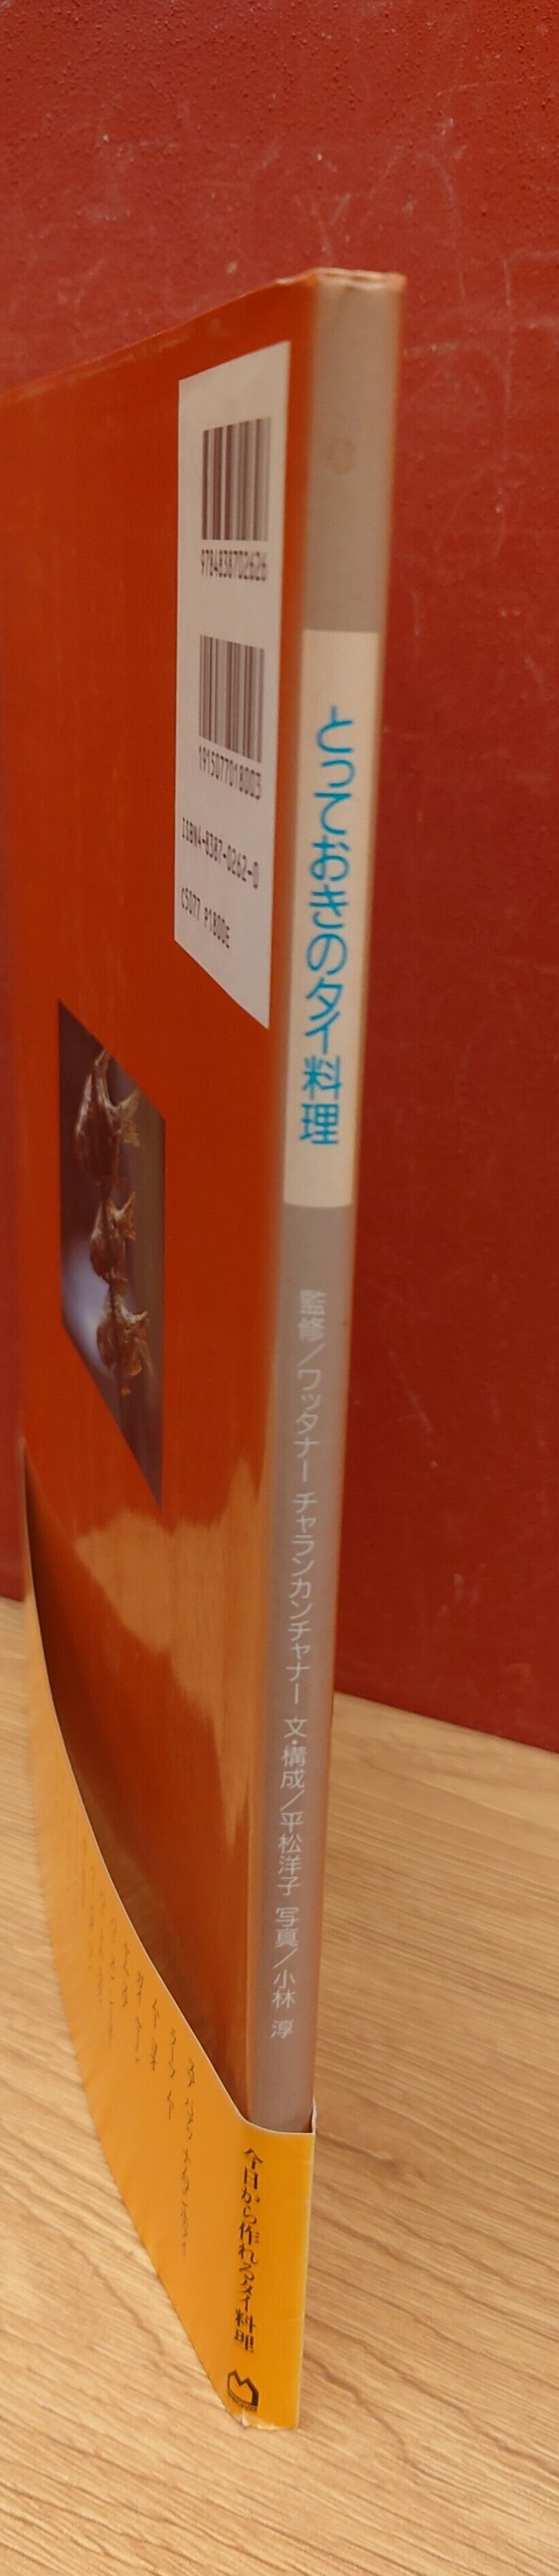 9784838702626
1915077018003
ISBN4-8387-0262-0
C5077 P1800E
とっておきのタイ料理
監修／ワッタナー チャランカンチャナー 文・構成／平松洋子 写真／小林 淳
今日から作れるタイ料理